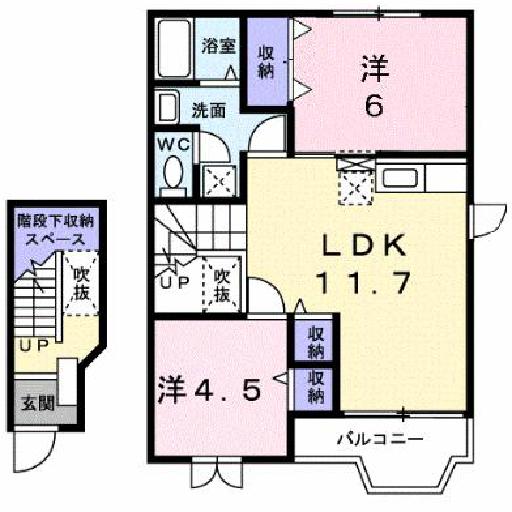 浴室
収納
洋
6
洗面
WC
LDK
11.7
階段下収納
スペース
吹抜
UP
玄関
UP
吹抜
収納
収納
洋4.5
バルコニー